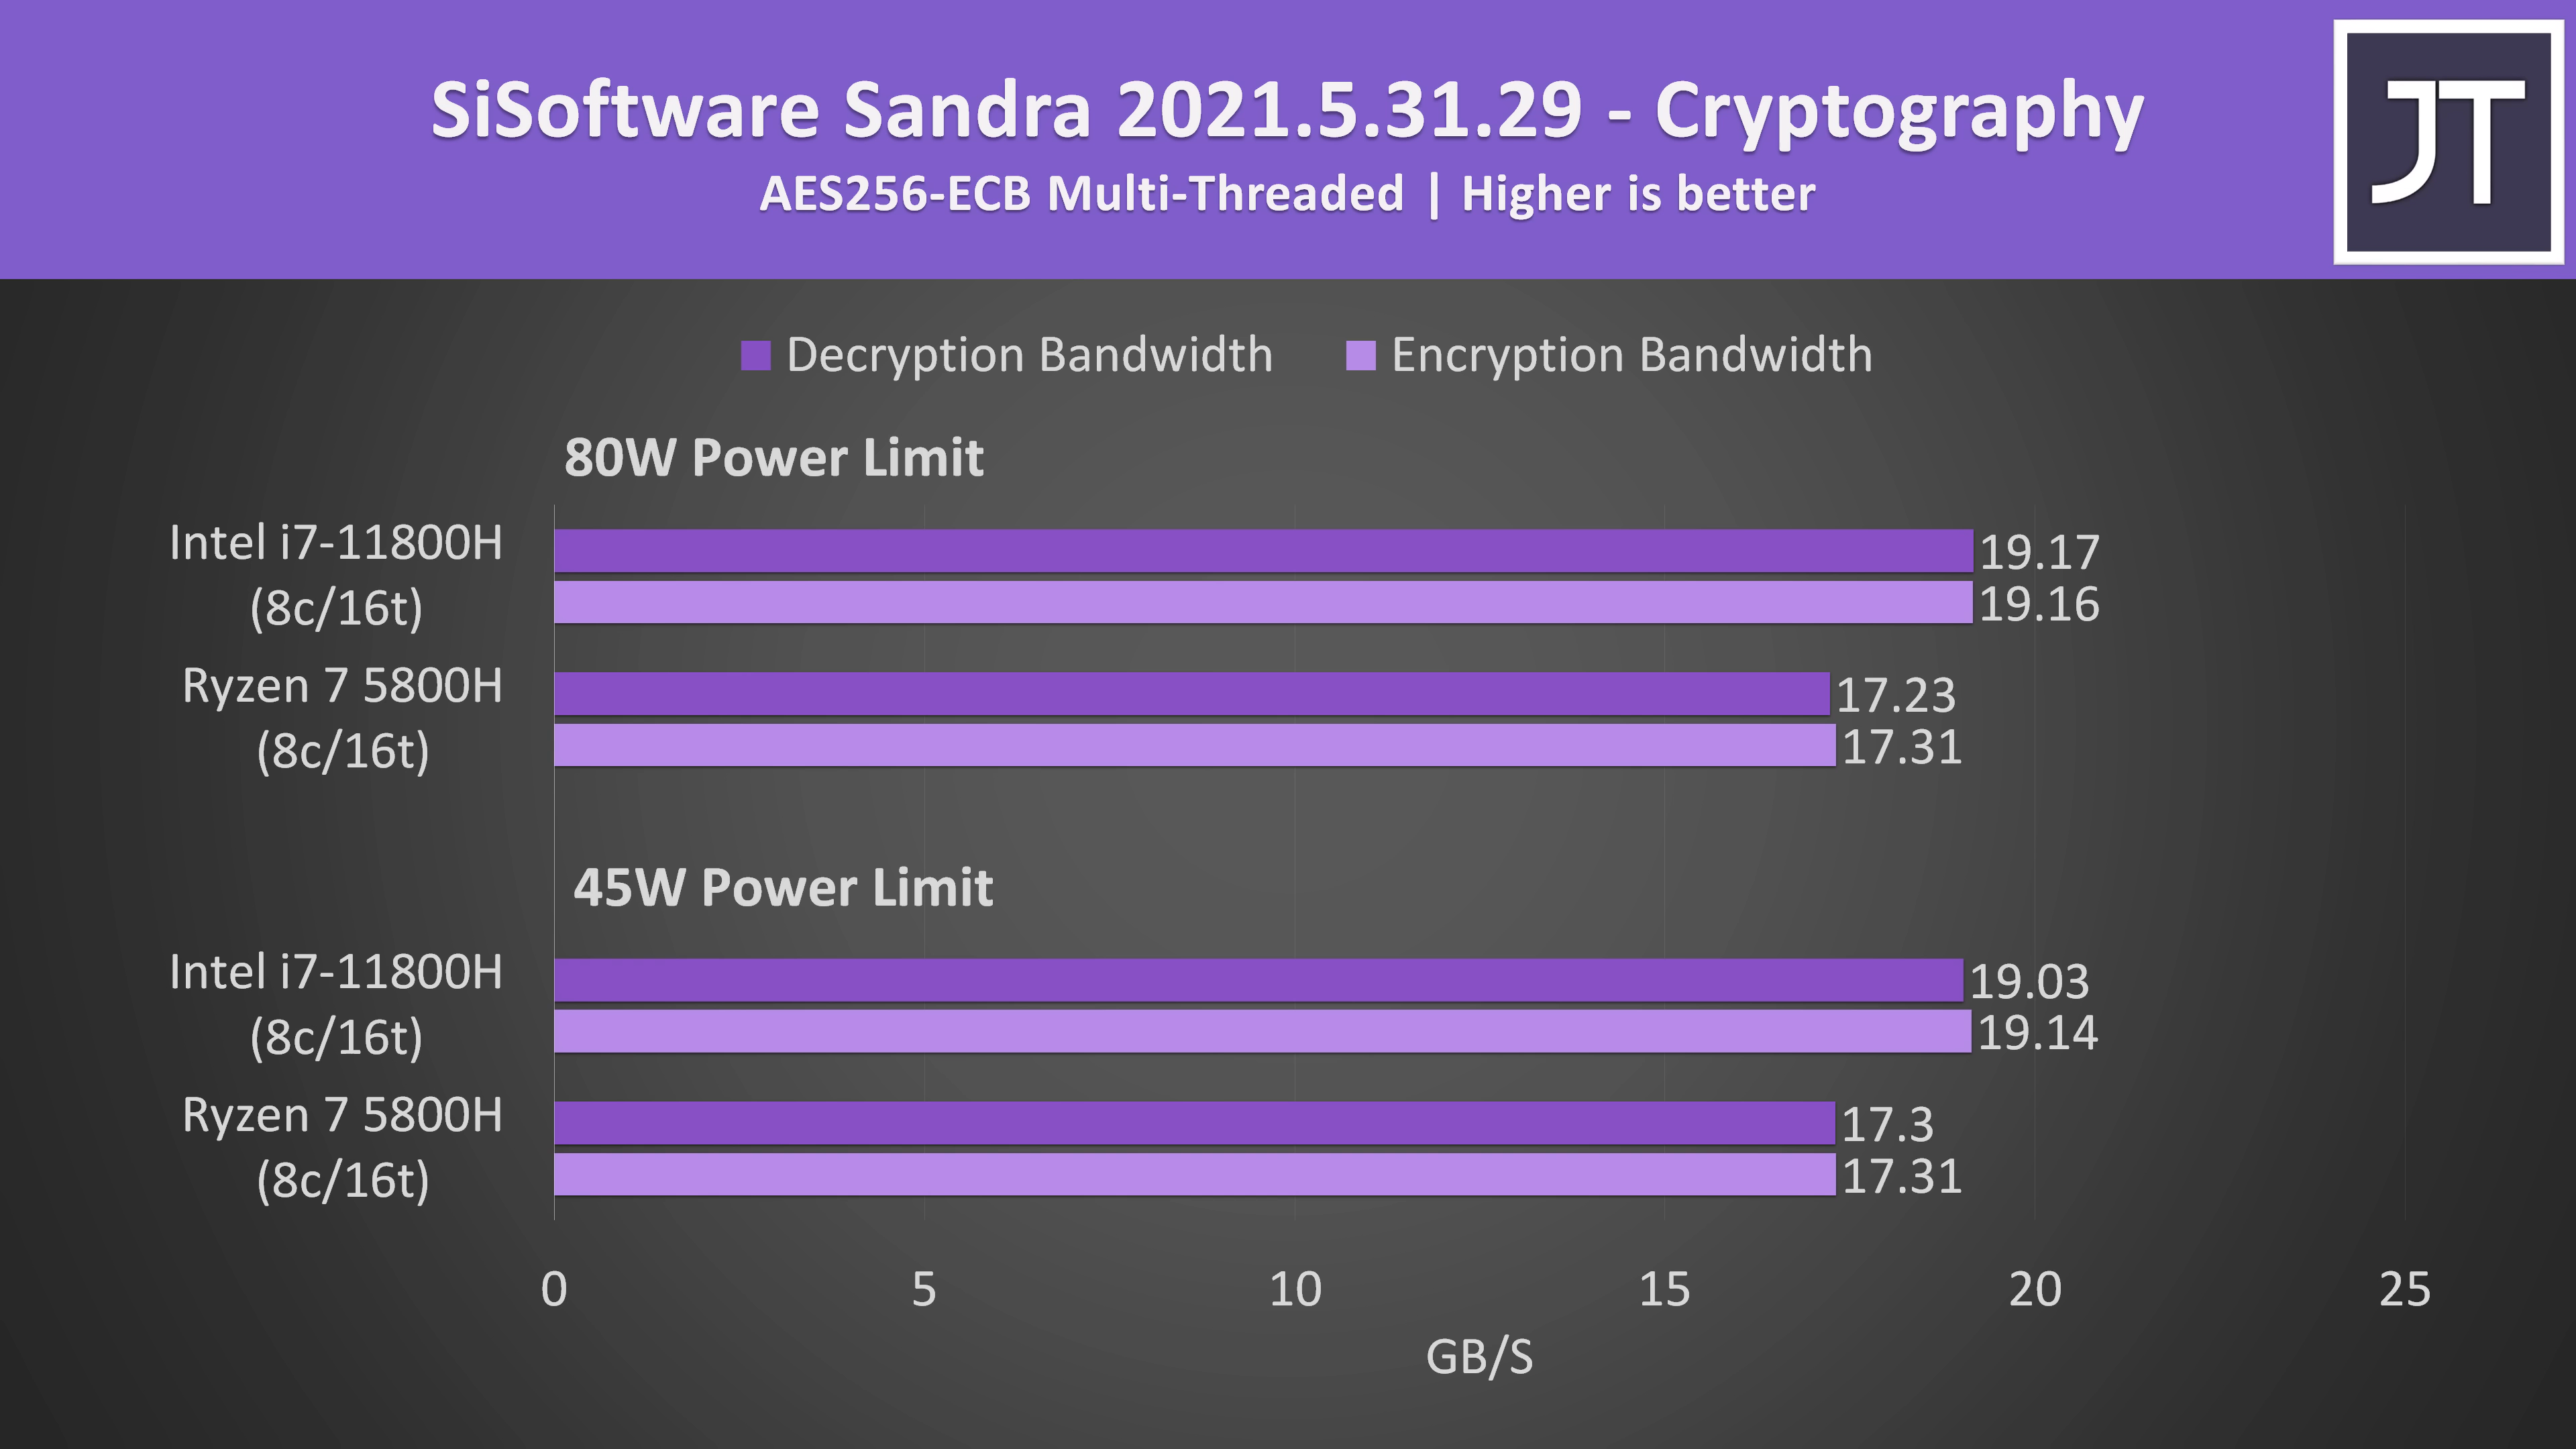 SiSoftware Sandra 2021.5.31.29 - Cryptography
AES256-ECB Multi-Threaded | Higher is better
JT
Decryption Bandwidth
Encryption Bandwidth
80W Power Limit
Intel i7-11800H
(8c/16t)
19.17
19.16
Ryzen 7 5800H
(8c/16t)
17.23
17.31
45W Power Limit
Intel i7-11800H
(8c/16t)
19.03
19.14
Ryzen 7 5800H
(8c/16t)
17.3
17.31
0 5 10 15 20 25
GB/S